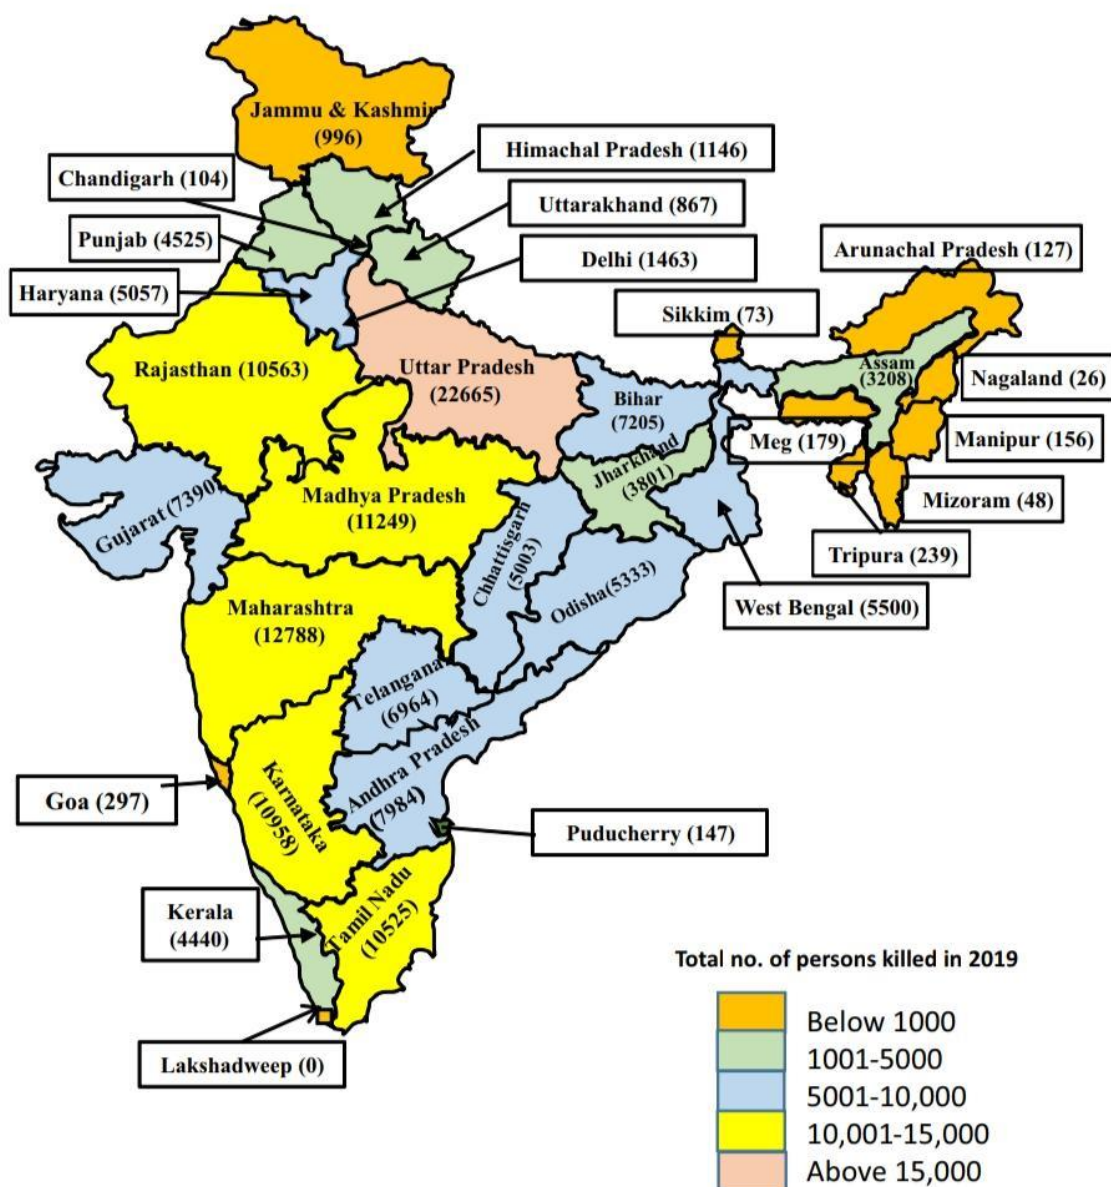 Jammu & Kashmir
(996)
Himachal Pradesh (1146)
Chandigarh (104)
Uttarakhand (867)
Punjab (4525)
Delhi (1463)
Arunachal Pradesh (127)
Haryana (5057)
Sikkim (73)
Rajasthan (10563)
Uttar Pradesh
(22665)
Assam
(3208)
Nagaland (26)
Bihar
(7205)
Meg (179)
Manipur (156)
Jharkhand
(3801)
Madhya Pradesh
(11249)
Mizoram (48)
Gujarat (7390)
Chhattisgarh
(5003)
Tripura (239)
Odisha(5333)
West Bengal (5500)
Maharashtra
(12788)
Telangana
(6964)
Andhra Pradesh
(7984)
Karnataka
(10958)
Goa (297)
Puducherry (147)
Kerala
(4440)
Tamil Nadu
(10525)
Lakshadweep (0)
Total no. of persons killed in 2019
Below 1000
1001-5000
5001-10,000
10,001-15,000
Above 15,000